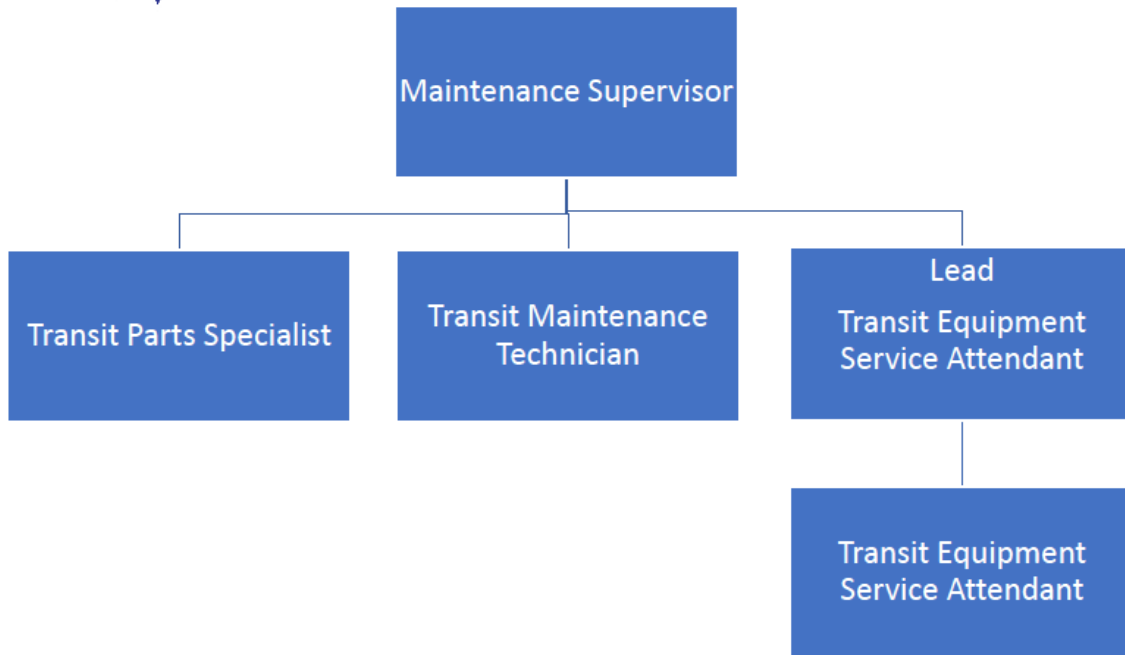 Maintenance Supervisor
Transit Parts Specialist
Transit Maintenance
Technician
Lead
Transit Equipment
Service Attendant
Transit Equipment
Service Attendant